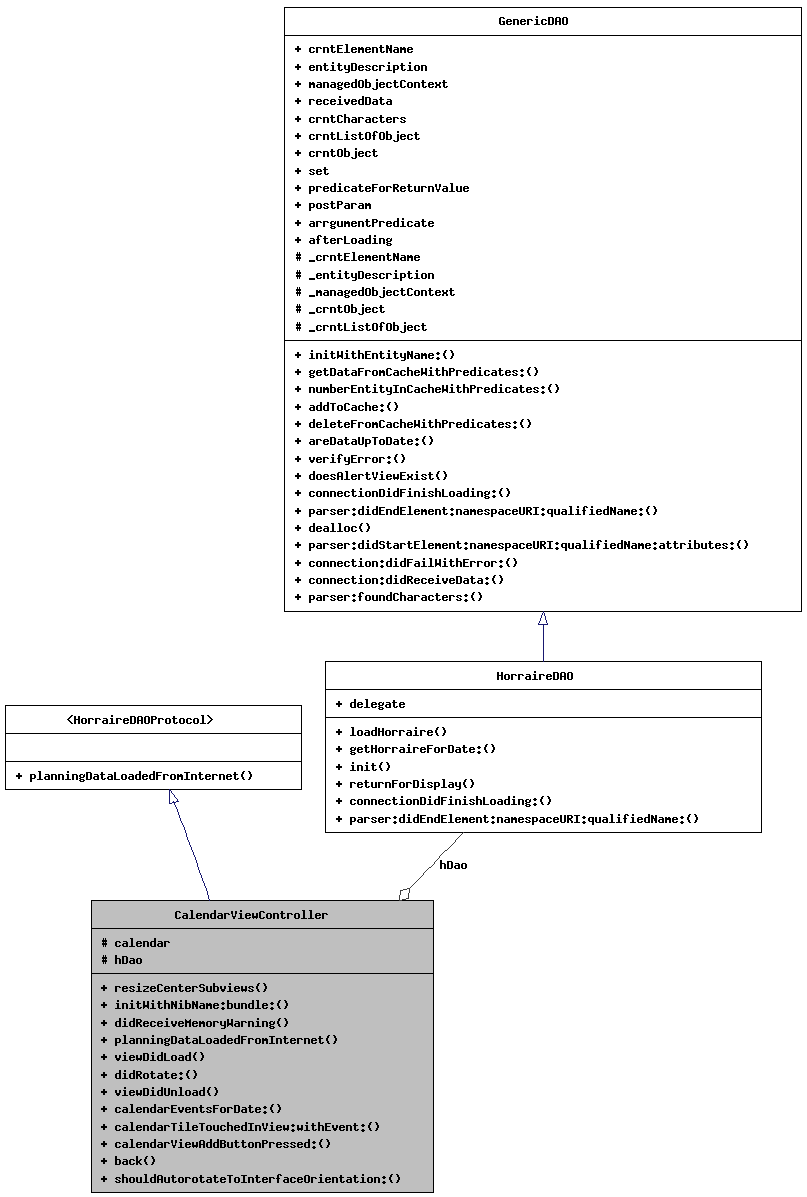 GenericDAO
+ crntElementName
+ entityDescription
+ managedObjectContext
+ receivedData
+ crntCharacters
+ crntListOfObject
+ crntObject
+ set
+ predicateForReturnValue
+ postParam
+ arrgumentPredicate
+ afterLoading
# _crntElementName
# _entityDescription
# _managedObjectContext
# _crntObject
# _crntListOfObject
+ initWithEntityName:()
+ getDataFromCacheWithPredicates:()
+ numberEntityInCacheWithPredicates:()
+ addToCache:()
+ deleteFromCacheWithPredicates:()
+ areDataUpToDate:()
+ verifyError:()
+ doesAlertViewExist()
+ connectionDidFinishLoading:()
+ parser:didEndElement:namespaceURI:qualifiedName:()
+ dealloc()
+ parser:didStartElement:namespaceURI:qualifiedName:attributes:()
+ connection:didFailWithError:()
+ connection:didReceiveData:()
+ parser:foundCharacters:()
HorraireDAO
+ delegate
+ loadHorraire()
+ getHorraireForDate:()
+ init()
+ returnForDisplay()
+ connectionDidFinishLoading:()
+ parser:didEndElement:namespaceURI:qualifiedName:()
<HorraireDAOProtocol>
+ planningDataLoadedFromInternet()
hDao
CalendarViewController
# calendar
# hDao
+ resizeCenterSubviews()
+ initWithNibName:bundle:()
+ didReceiveMemoryWarning()
+ planningDataLoadedFromInternet()
+ viewDidLoad()
+ didRotate:()
+ viewDidUnload()
+ calendarEventsForDate:()
+ calendarTileTouchedInView:withEvent:()
+ calendarViewAddButtonPressed:()
+ back()
+ shouldAutorotateToInterfaceOrientation:()